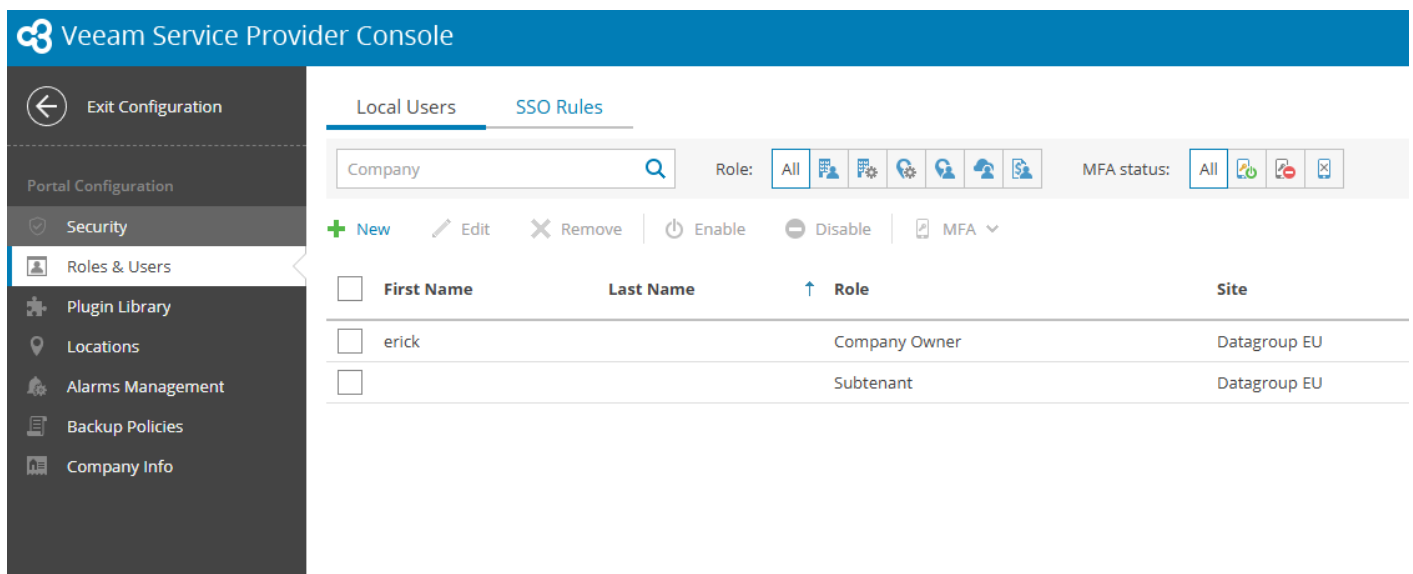 Veeam Service Provider Console
Exit Configuration
Local Users SSO Rules
Company Role: All MFA status: All
Portal Configuration
Security
Roles & Users
Plugin Library
Locations
Alarms Management
Backup Policies
Company Info
New Edit Remove Enable Disable MFA
First Name Last Name Role Site
erick Company Owner Datagroup EU
Subtenant Datagroup EU